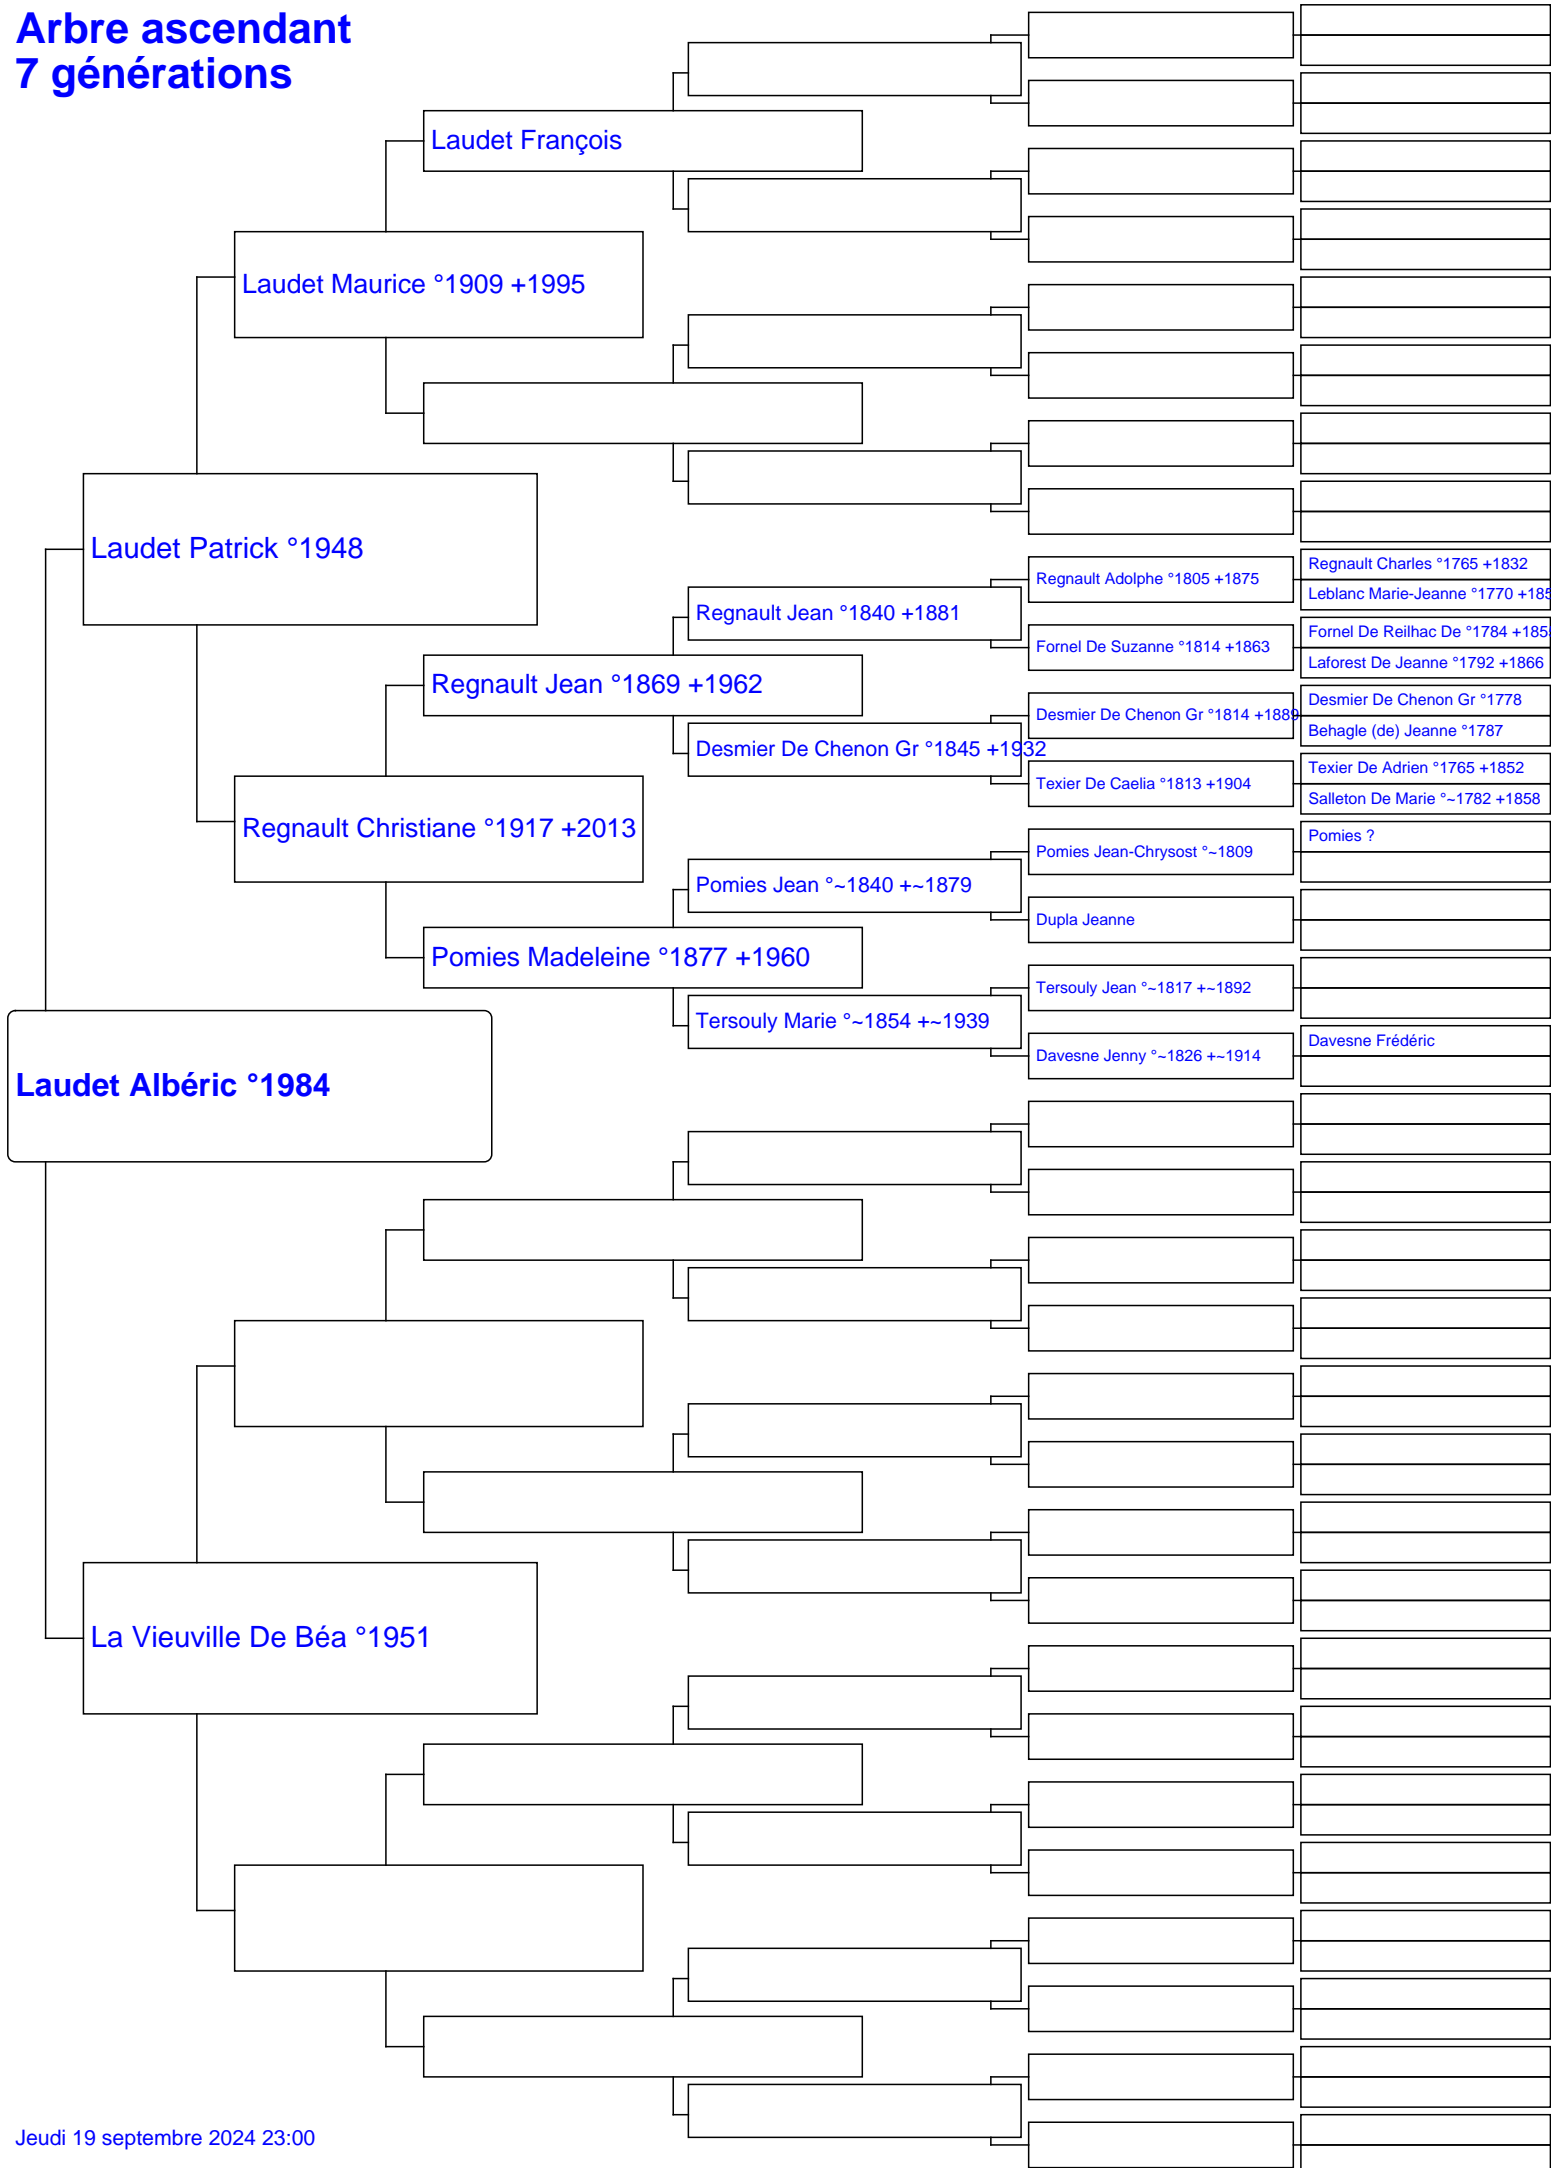 Arbre ascendant
7 générations
Laudet François
Laudet Maurice °1909 +1995
Laudet Patrick °1948
Regnault Charles °1765 +1832
Regnault Adolphe °1805 +1875
Leblanc Marie-Jeanne °1770 +185
Regnault Jean °1840 +1881
Fornel De Reilhac De °1784 +185
Fornel De Suzanne °1814 +1863
Laforest De Jeanne °1792 +1866
Regnault Jean °1869 +1962
Desmier De Chenon Gr °1778
Desmier De Chenon Gr °1814 +1889
Behagle (de) Jeanne °1787
Desmier De Chenon Gr °1845 +1932
Texier De Adrien °1765 +1852
Texier De Caelia °1813 +1904
Salleton De Marie °~1782 +1858
Regnault Christiane °1917 +2013
Pomies ?
Pomies Jean-Chrysost °~1809
Pomies Jean °~1840 +~1879
Dupla Jeanne
Pomies Madeleine °1877 +1960
Tersouly Jean °~1817 +~1892
Tersouly Marie °~1854 +~1939
Davesne Frédéric
Davesne Jenny °~1826 +~1914
Laudet Albéric °1984
La Vieuville De Béa °1951
Jeudi 19 septembre 2024 23:00